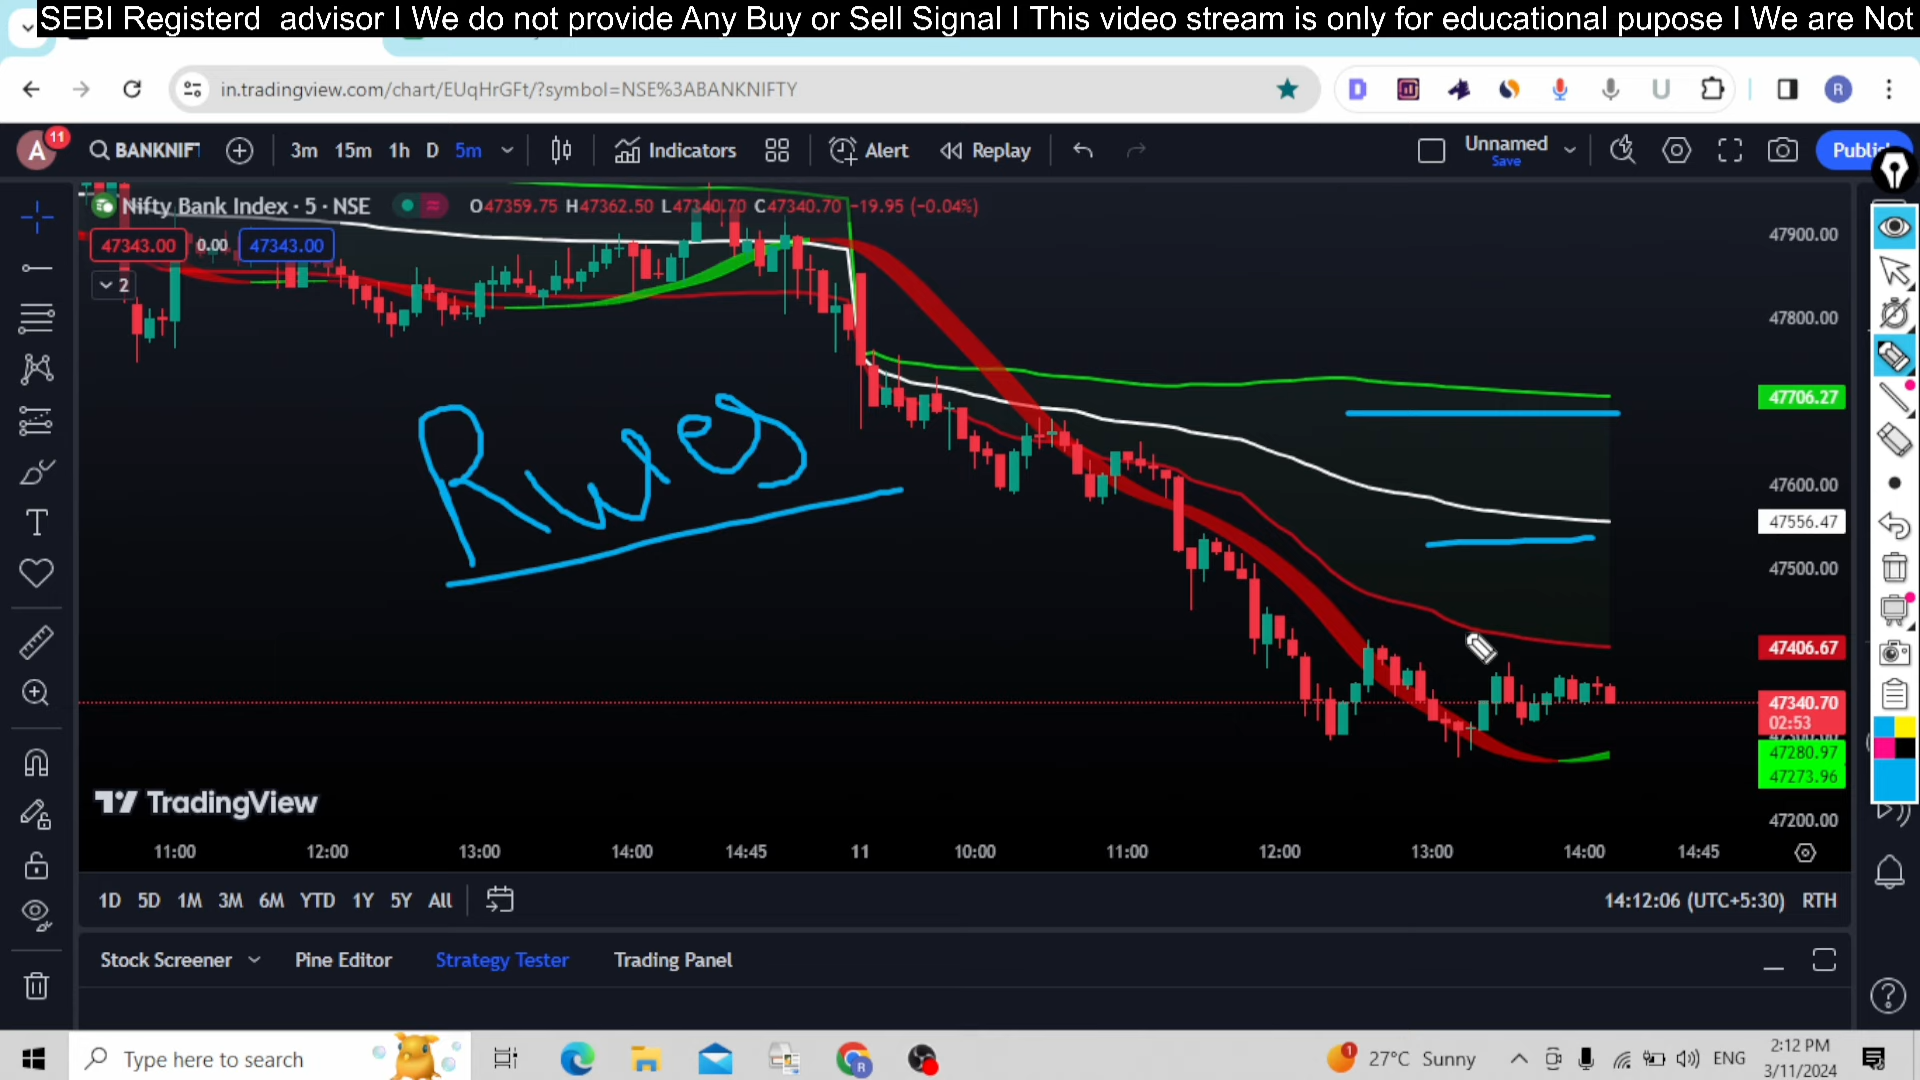 SEBI Registerd  advisor I We do not provide Any Buy or Sell Signal I This video stream is only for educational pupose I We are Not
in.tradingview.com/chart/EUqHrGFt/?symbol=NSE%3ABANKNIFTY
D U R
A 11 BANKNIFT 3m 15m 1h D 5m Indicators Alert Replay Unnamed Save Publish
Nifty Bank Index · 5 · NSE O47359.75 H47362.50 L47340.70 C47340.70 −19.95 (−0.04%)
47343.00 0.00 47343.00
2
47900.00
47800.00
47706.27
Rules
47600.00
47556.47
47500.00
47406.67
47340.70
02:53
47280.97
47273.96
TradingView
47200.00
11:00 12:00 13:00 14:00 14:45 11 10:00 11:00 12:00 13:00 14:00 14:45
1D 5D 1M 3M 6M YTD 1Y 5Y All 14:12:06 (UTC+5:30) RTH
Stock Screener Pine Editor Strategy Tester Trading Panel
Type here to search 1 27°C Sunny ENG 2:12 PM
3/11/2024